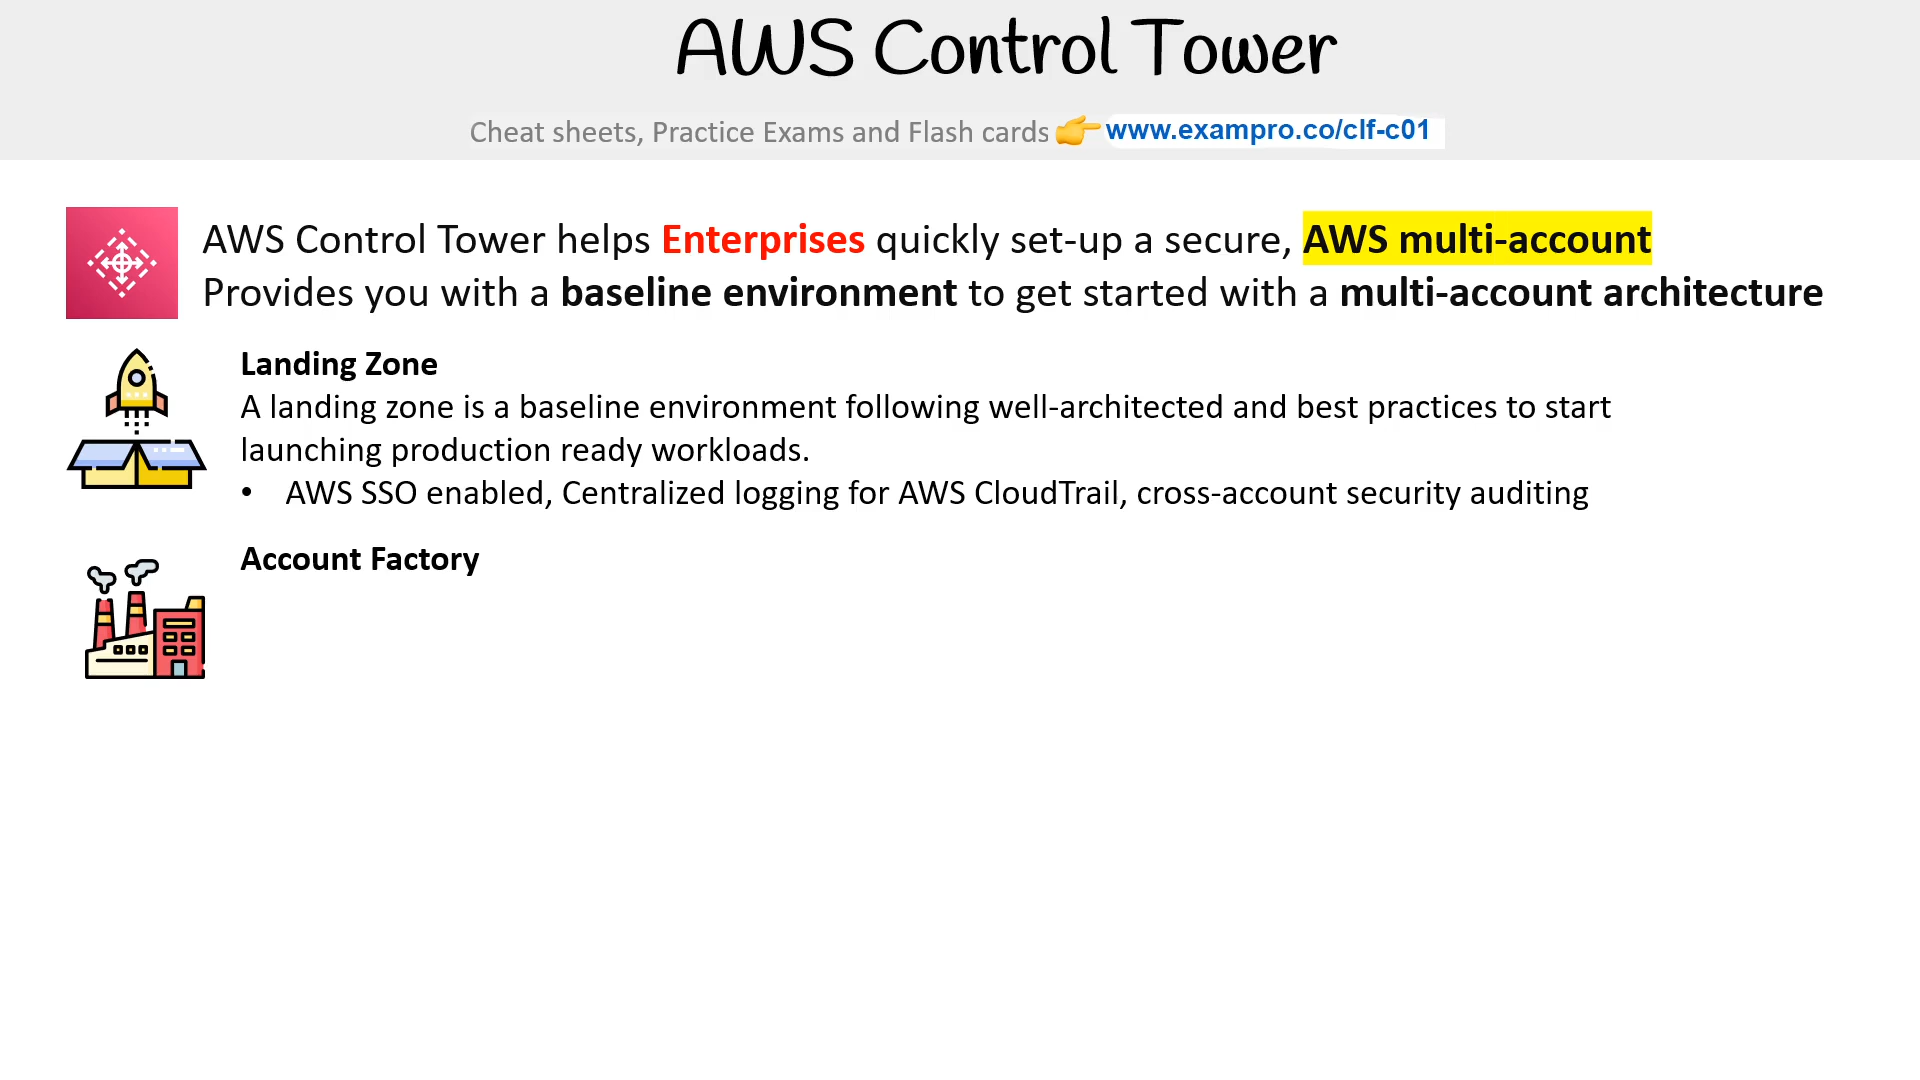 AWS Control Tower
Cheat sheets, Practice Exams and Flash cards 👉 www.exampro.co/clf-c01
AWS Control Tower helps Enterprises quickly set-up a secure, AWS multi-account
Provides you with a baseline environment to get started with a multi-account architecture
Landing Zone
A landing zone is a baseline environment following well-architected and best practices to start
launching production ready workloads.
• AWS SSO enabled, Centralized logging for AWS CloudTrail, cross-account security auditing
Account Factory